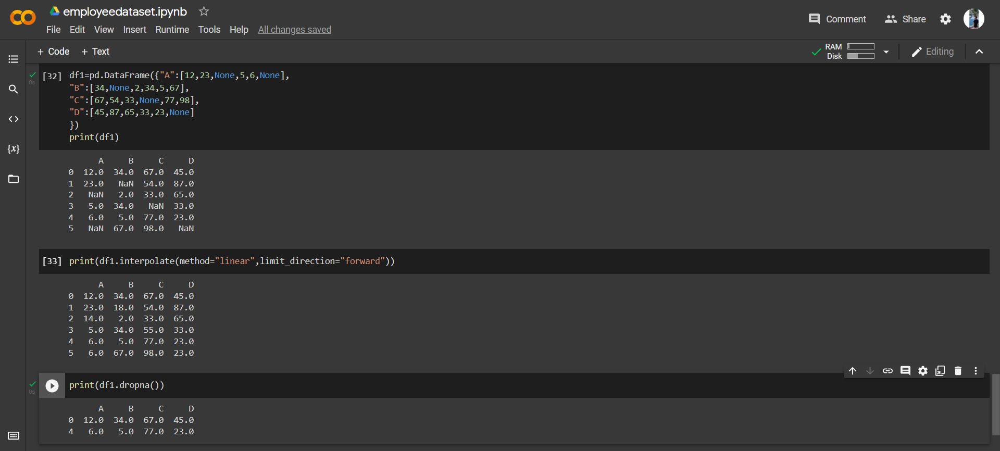 employeedataset.ipynb
File Edit View Insert Runtime Tools Help All changes saved
Comment Share
+ Code + Text
RAM
Disk
Editing
0s
[32] df1=pd.DataFrame({"A":[12,23,None,5,6,None],
"B":[34,None,2,34,5,67],
"C":[67,54,33,None,77,98],
"D":[45,87,65,33,23,None]
})
print(df1)
A B C D
0 12.0 34.0 67.0 45.0
1 23.0 NaN 54.0 87.0
2 NaN 2.0 33.0 65.0
3 5.0 34.0 NaN 33.0
4 6.0 5.0 77.0 23.0
5 NaN 67.0 98.0 NaN
[33] print(df1.interpolate(method="linear",limit_direction="forward"))
A B C D
0 12.0 34.0 67.0 45.0
1 23.0 18.0 54.0 87.0
2 14.0 2.0 33.0 65.0
3 5.0 34.0 55.0 33.0
4 6.0 5.0 77.0 23.0
5 6.0 67.0 98.0 23.0
0s
print(df1.dropna())
A B C D
0 12.0 34.0 67.0 45.0
4 6.0 5.0 77.0 23.0